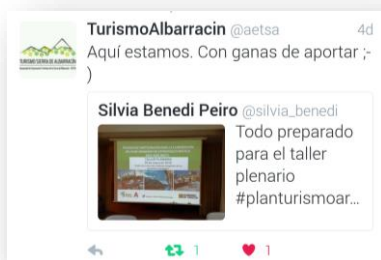 TurismoAlbarracin @aetsa 4d
Aquí estamos. Con ganas de aportar ;-
)
Silvia Benedi Peiro @silvia_benedi
Todo preparado
para el taller
plenario
#planturismoar...
1 1